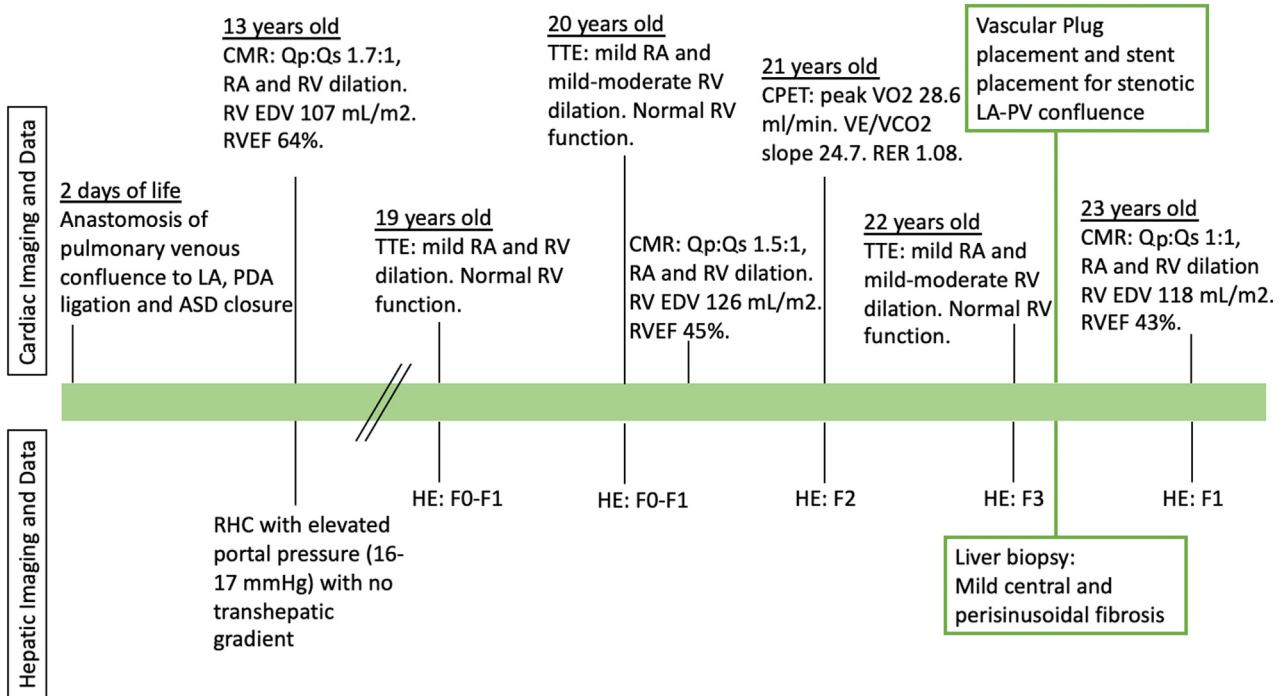 Cardiac Imaging and Data
2 days of life
Anastomosis of
pulmonary venous
confluence to LA, PDA
ligation and ASD closure
13 years old
CMR: Qp:Qs 1.7:1,
RA and RV dilation.
RV EDV 107 mL/m2.
RVEF 64%.
19 years old
TTE: mild RA and RV
dilation. Normal RV
function.
20 years old
TTE: mild RA and
mild-moderate RV
dilation. Normal RV
function.
CMR: Qp:Qs 1.5:1,
RA and RV dilation.
RV EDV 126 mL/m2.
RVEF 45%.
21 years old
CPET: peak VO2 28.6
ml/min. VE/VCO2
slope 24.7. RER 1.08.
22 years old
TTE: mild RA and
mild-moderate RV
dilation. Normal RV
function.
Vascular Plug
placement and stent
placement for stenotic
LA-PV confluence
23 years old
CMR: Qp:Qs 1:1,
RA and RV dilation
RV EDV 118 mL/m2.
RVEF 43%.
Hepatic Imaging and Data
RHC with elevated
portal pressure (16-
17 mmHg) with no
transhepatic
gradient
HE: F0-F1
HE: F0-F1
HE: F2
HE: F3
Liver biopsy:
Mild central and
perisinusoidal fibrosis
HE: F1